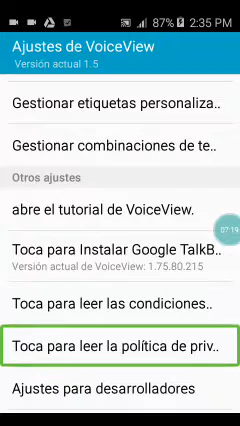 87% 2:35 PM
Ajustes de VoiceView
Versión actual 1.5
Gestionar etiquetas personaliza..
Gestionar combinaciones de te..
Otros ajustes
abre el tutorial de VoiceView.
07:19
Toca para Instalar Google TalkB..
Versión actual de VoiceView: 1.75.80.215
Toca para leer las condiciones..
Toca para leer la política de priv..
Ajustes para desarrolladores